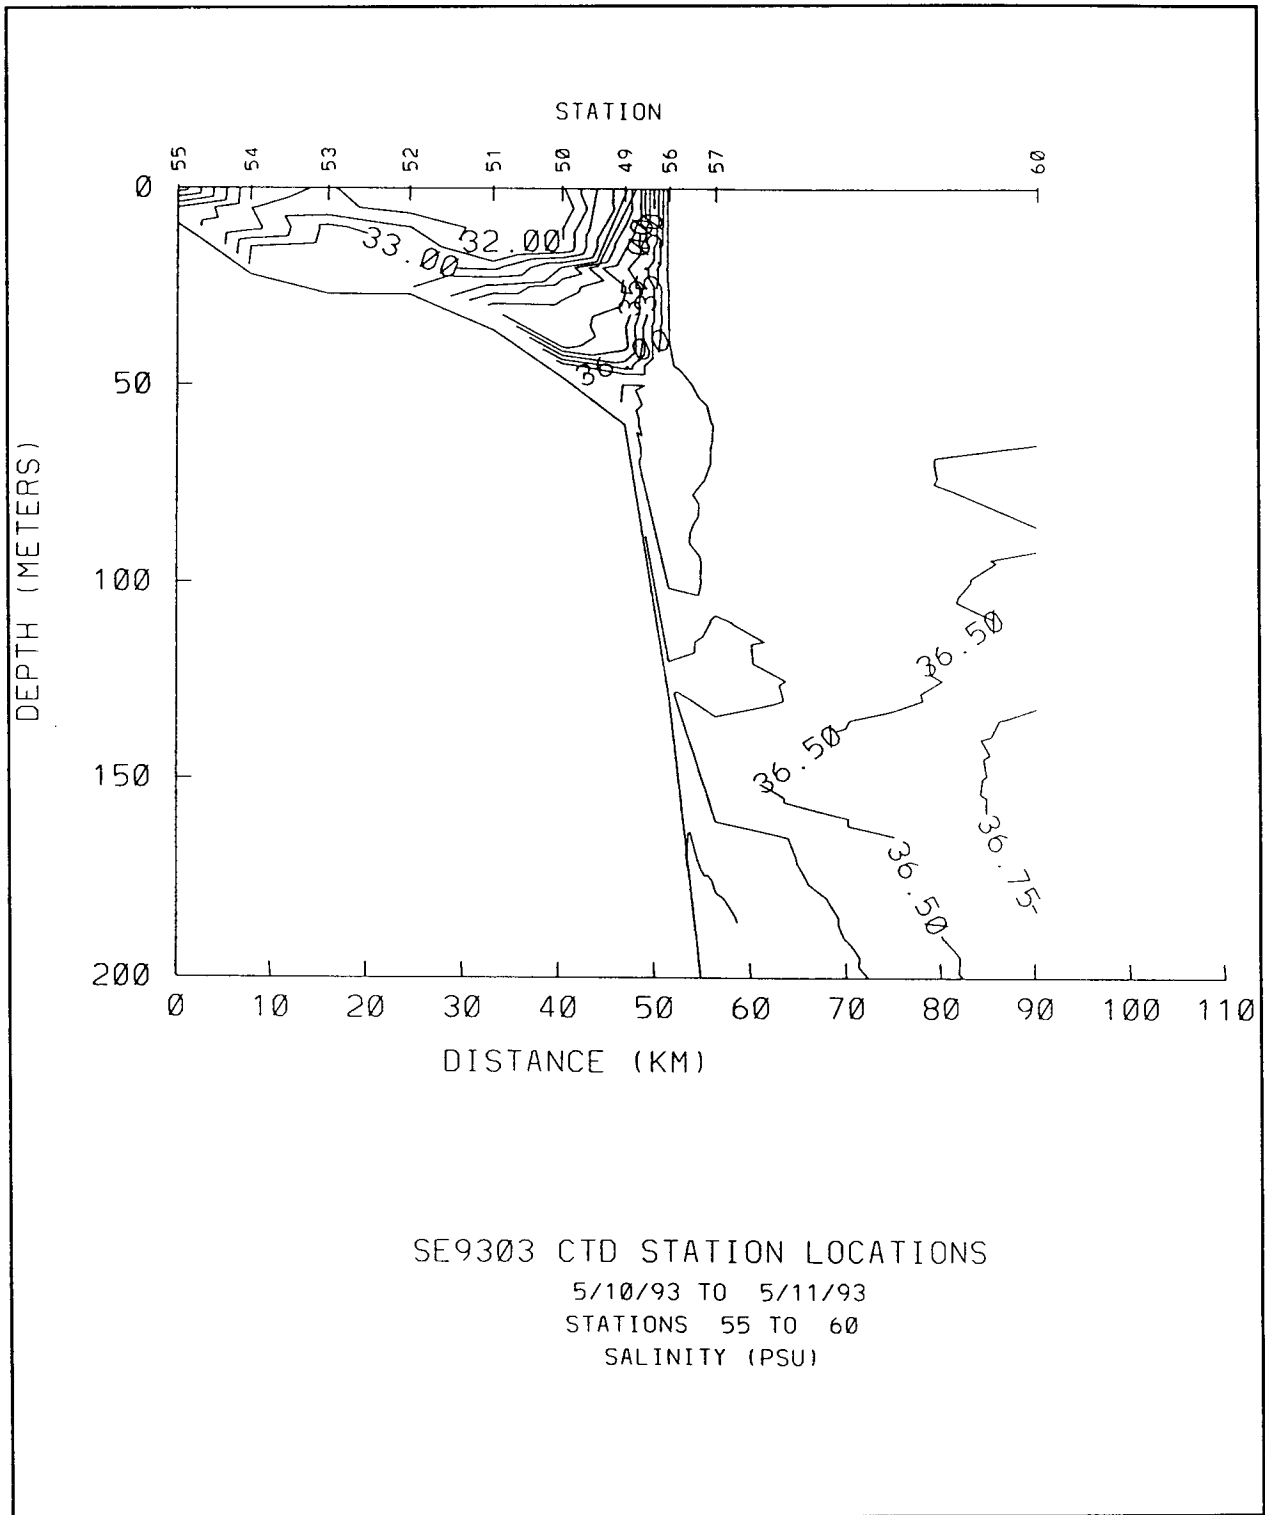 STATION
55 54 53 52 51 50 49 56 57 60
0
50
100
150
200
DEPTH (METERS)
33.00
32.00
36
36.50
36.50
36.50
36.75
0 10 20 30 40 50 60 70 80 90 100 110
DISTANCE (KM)
SE9303 CTD STATION LOCATIONS
5/10/93 TO 5/11/93
STATIONS 55 TO 60
SALINITY (PSU)